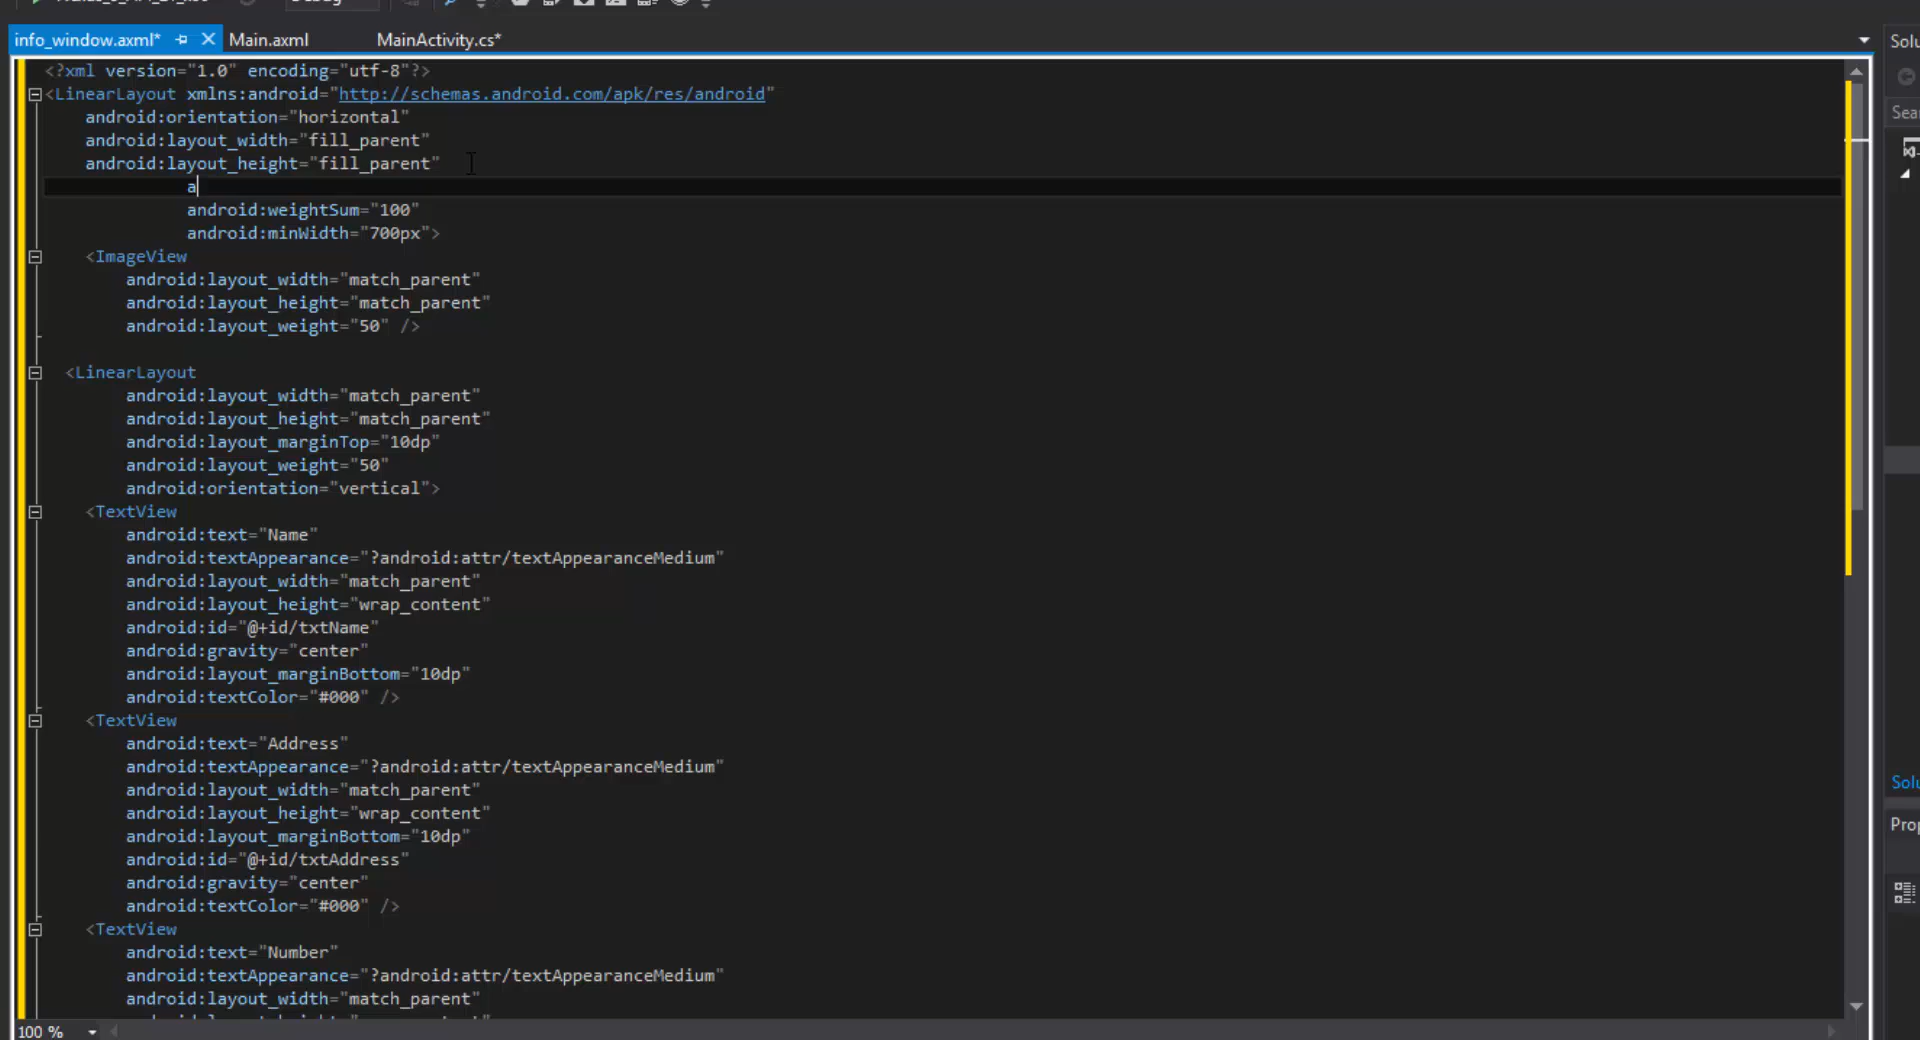 Debug
info_window.axml*
Main.axml
MainActivity.cs*
Solu
<?xml version="1.0" encoding="utf-8"?>
<LinearLayout xmlns:android="http://schemas.android.com/apk/res/android"
android:orientation="horizontal"
android:layout_width="fill_parent"
android:layout_height="fill_parent"
a
android:weightSum="100"
android:minWidth="700px">
<ImageView
android:layout_width="match_parent"
android:layout_height="match_parent"
android:layout_weight="50" />
<LinearLayout
android:layout_width="match_parent"
android:layout_height="match_parent"
android:layout_marginTop="10dp"
android:layout_weight="50"
android:orientation="vertical">
<TextView
android:text="Name"
android:textAppearance="?android:attr/textAppearanceMedium"
android:layout_width="match_parent"
android:layout_height="wrap_content"
android:id="@+id/txtName"
android:gravity="center"
android:layout_marginBottom="10dp"
android:textColor="#000" />
<TextView
android:text="Address"
android:textAppearance="?android:attr/textAppearanceMedium"
android:layout_width="match_parent"
android:layout_height="wrap_content"
android:layout_marginBottom="10dp"
android:id="@+id/txtAddress"
android:gravity="center"
android:textColor="#000" />
<TextView
android:text="Number"
android:textAppearance="?android:attr/textAppearanceMedium"
android:layout_width="match_parent"
100 %
Sear
Solu
Prop